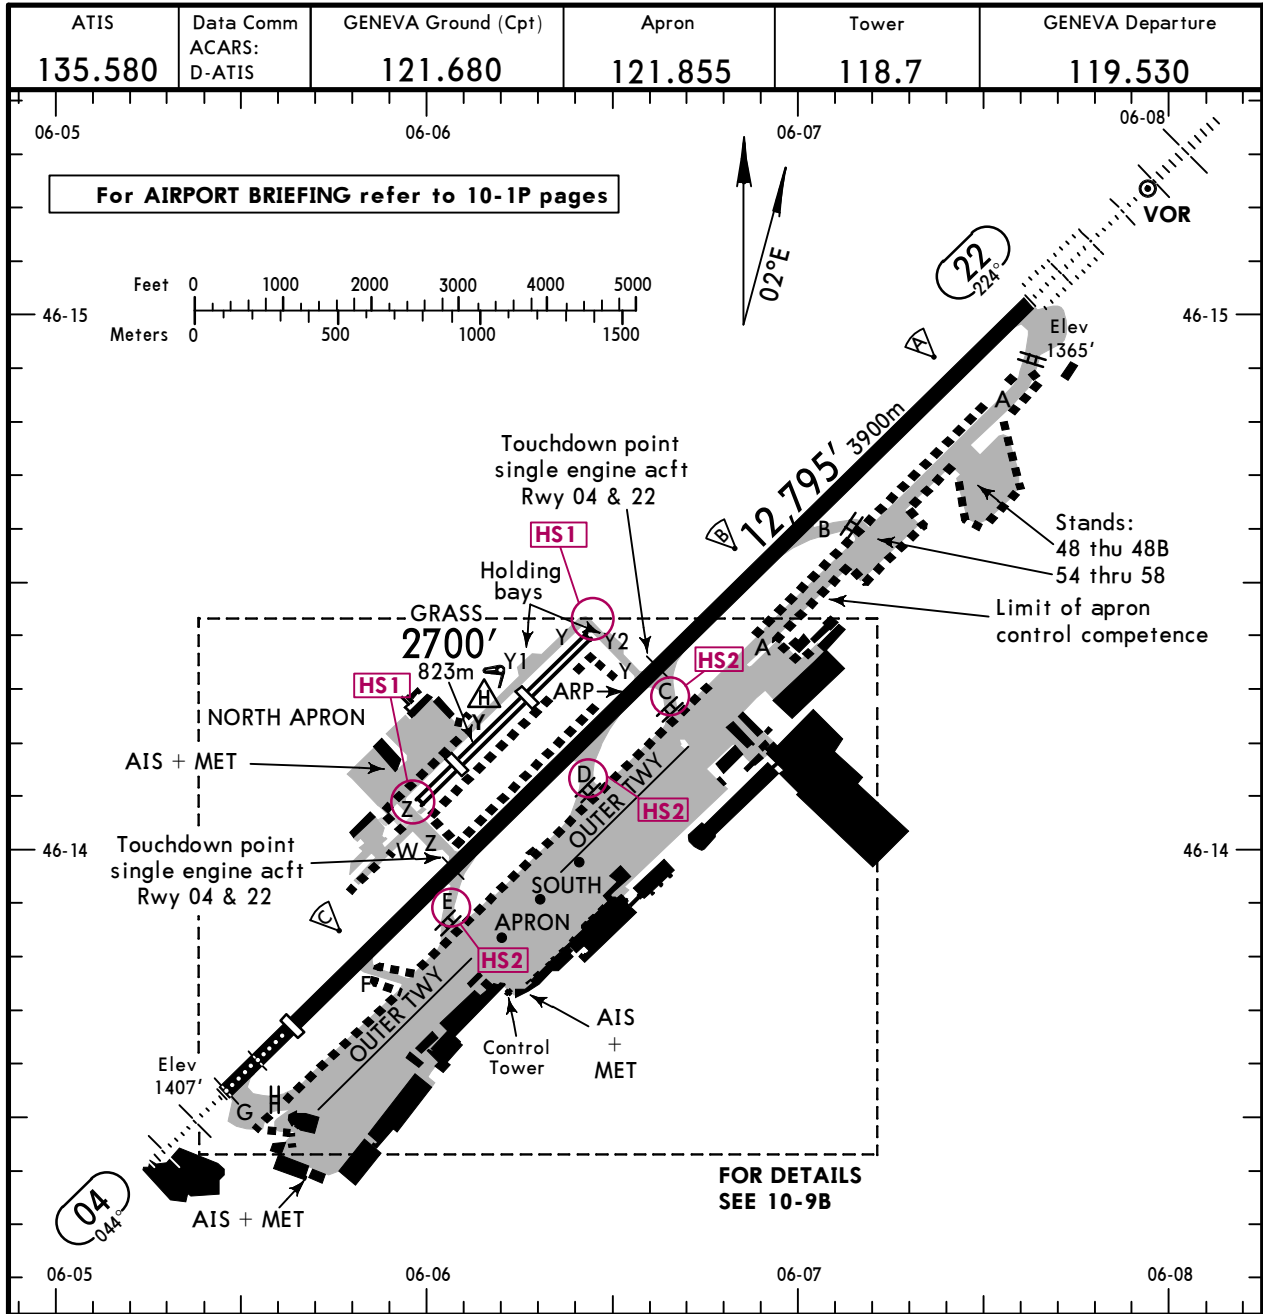 ATIS
135.580
Data Comm
ACARS:
D-ATIS
GENEVA Ground (Cpt)
121.680
Apron
121.855
Tower
118.7
GENEVA Departure
119.530
06-05
06-06
06-07
06-08
For AIRPORT BRIEFING refer to 10-1P pages
VOR
02°E
22
224°
Feet 0 1000 2000 3000 4000 5000
Meters 0 500 1000 1500
46-15
46-15
Elev
1365'
A
A
Touchdown point
single engine acft
Rwy 04 & 22
12,795' 3900m
B
B
HS1
Stands:
48 thu 48B
54 thru 58
Holding
bays
Limit of apron
control competence
GRASS
2700'
823m
Y
Y1
Y2
Y
A
HS2
HS1
H
ARP
C
NORTH APRON
Y
AIS + MET
D
HS2
OUTER TWY
Z
Touchdown point
single engine acft
Rwy 04 & 22
W
Z
46-14
46-14
SOUTH
APRON
E
C
HS2
F
OUTER TWY
AIS
+
MET
Control
Tower
Elev
1407'
G
04
044°
AIS + MET
FOR DETAILS
SEE 10-9B
06-05
06-06
06-07
06-08